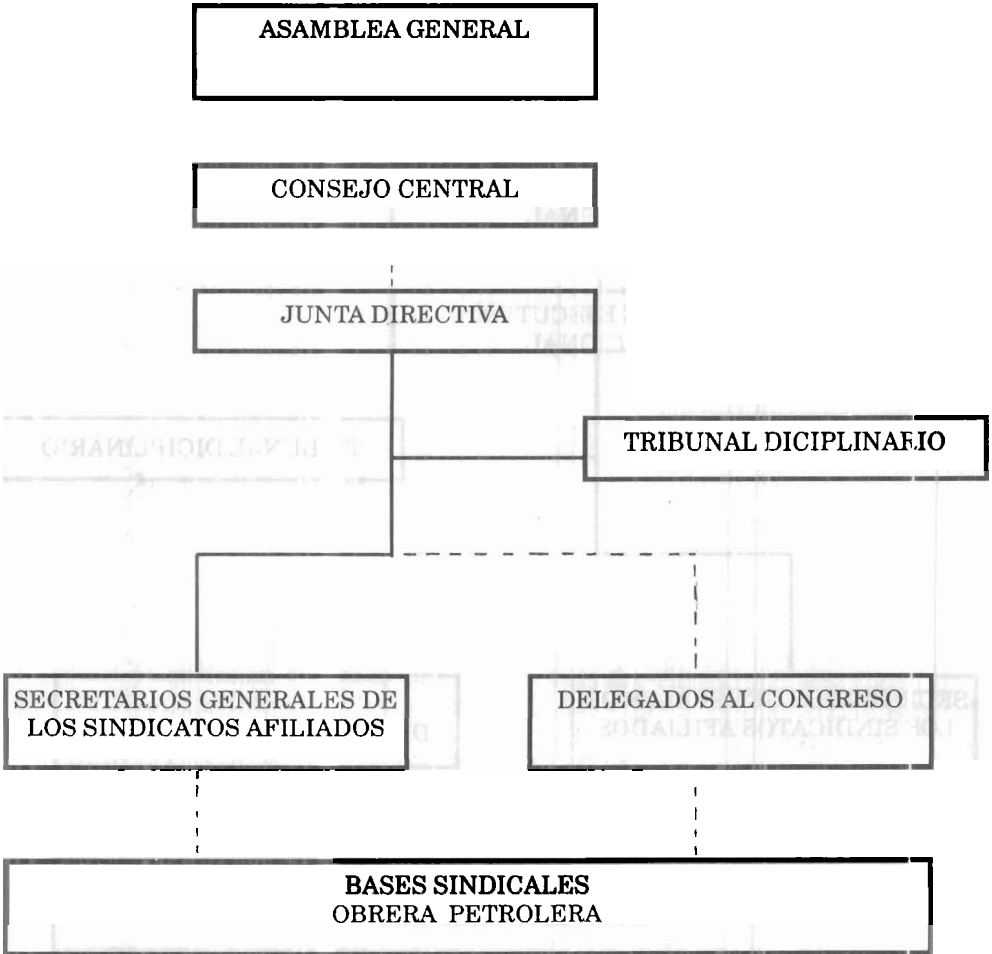 ASAMBLEA GENERAL
CONSEJO CENTRAL
JUNTA DIRECTIVA
TRIBUNAL DICIPLINARIO
SECRETARIOS GENERALES DE
LOS SINDICATOS AFILIADOS
DELEGADOS AL CONGRESO
BASES SINDICALES
OBRERA PETROLERA